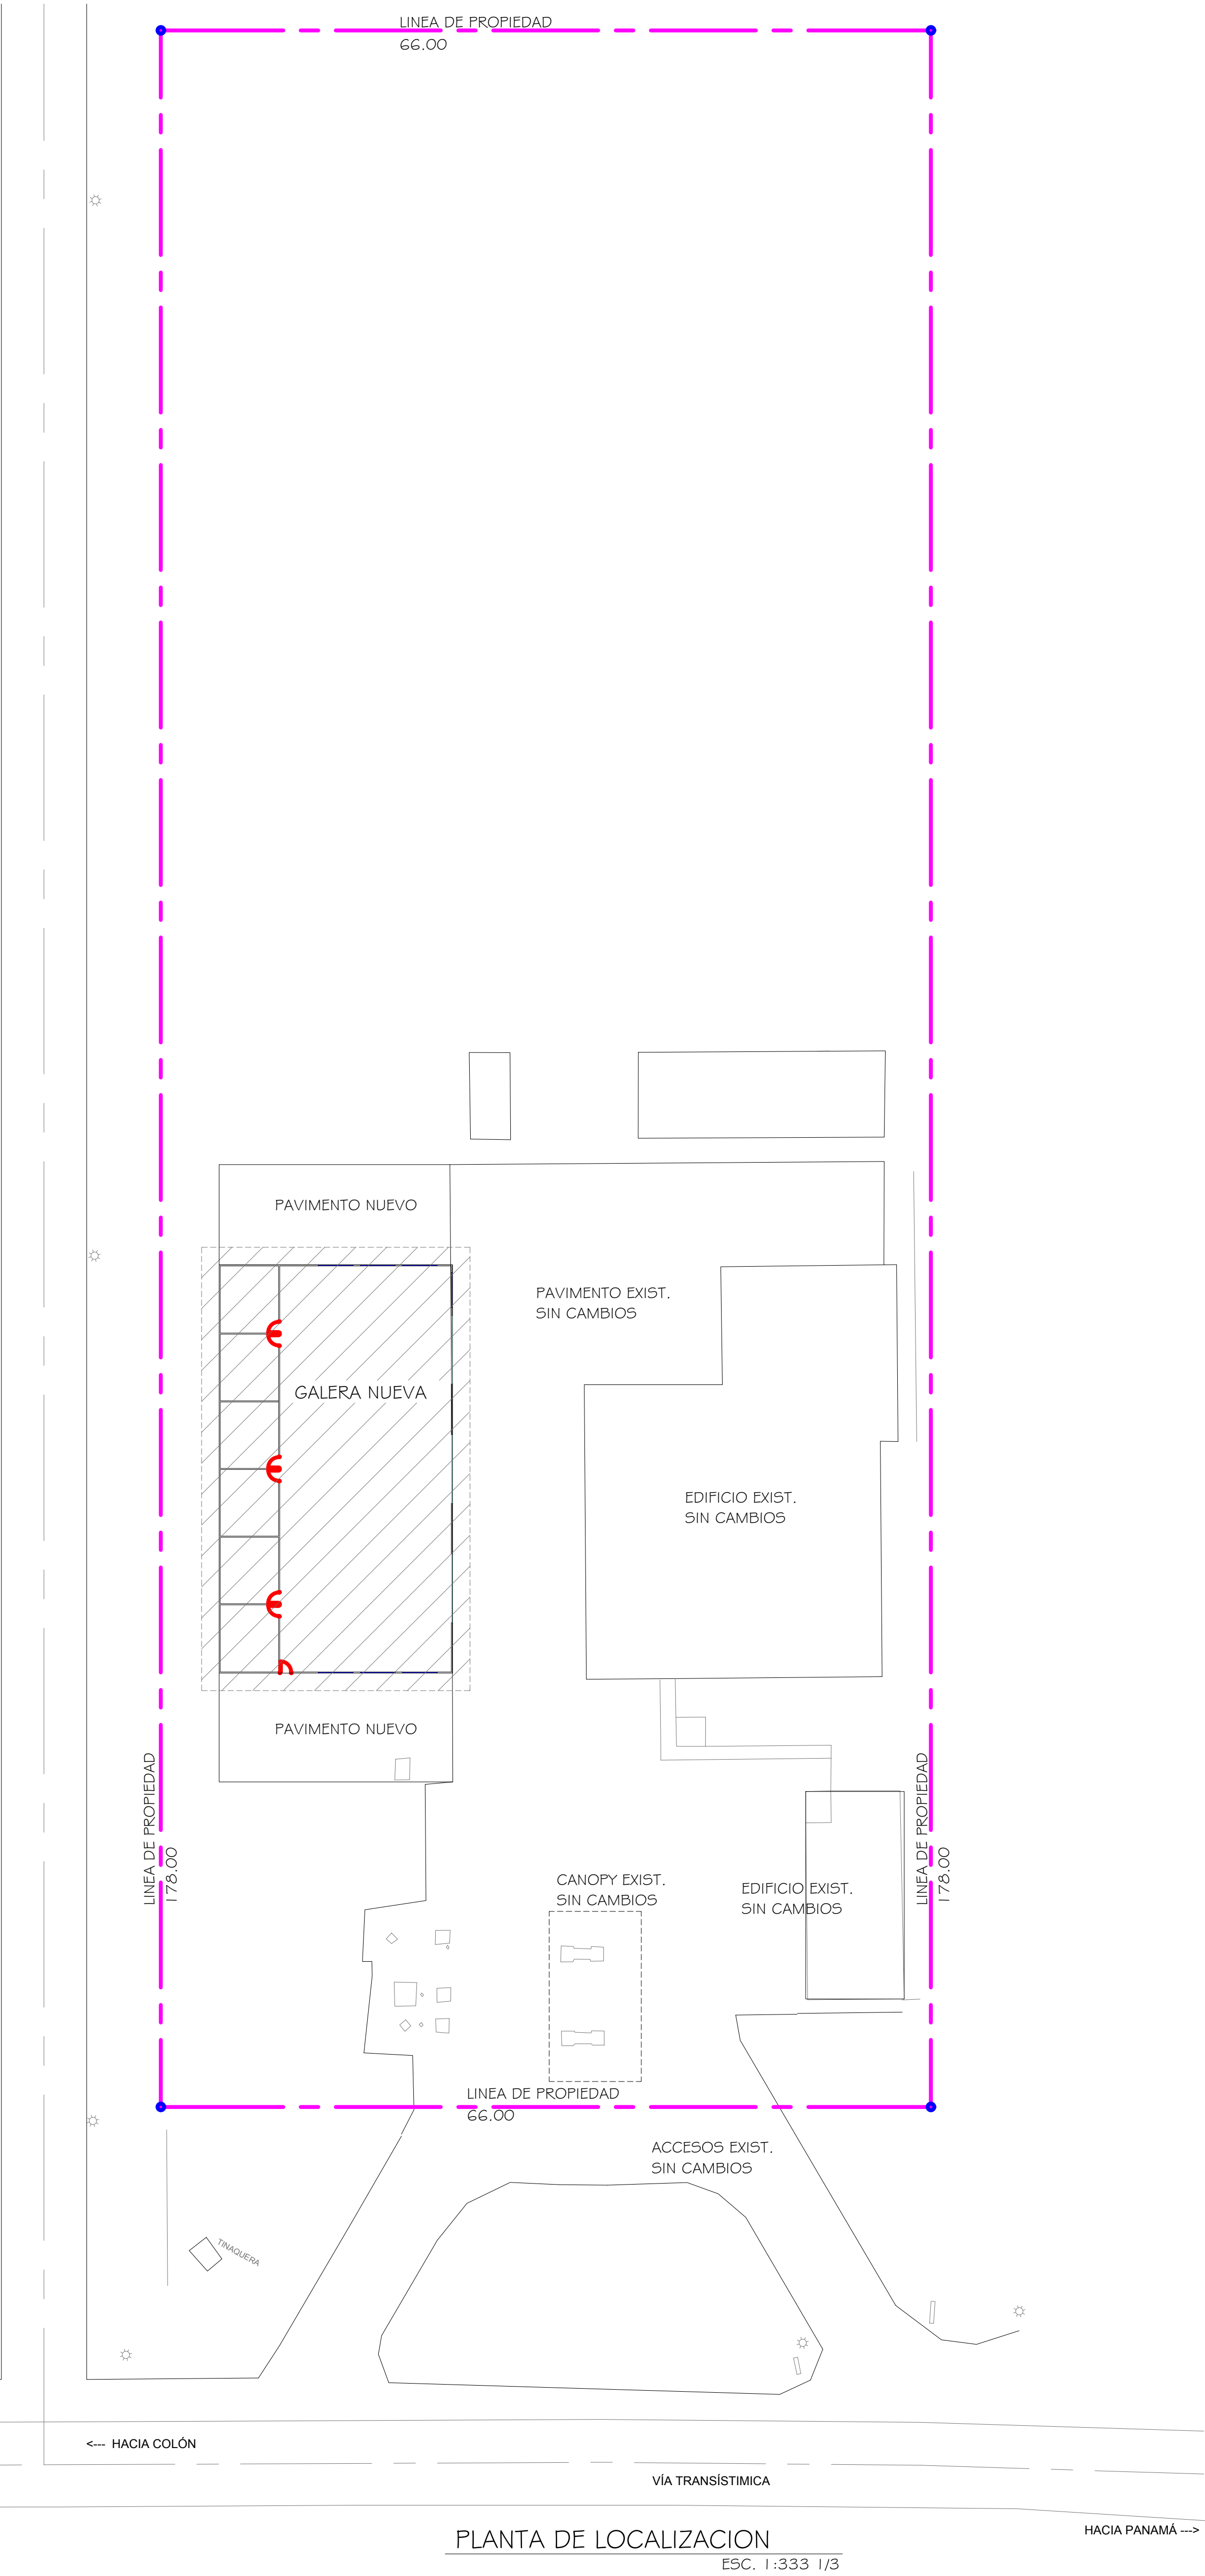 LINEA DE PROPIEDAD
66.00
PAVIMENTO NUEVO
PAVIMENTO EXIST.
SIN CAMBIOS
GALERA NUEVA
EDIFICIO EXIST.
SIN CAMBIOS
PAVIMENTO NUEVO
LINEA DE PROPIEDAD
178.00
LINEA DE PROPIEDAD
178.00
CANOPY EXIST.
SIN CAMBIOS
EDIFICIO EXIST.
SIN CAMBIOS
LINEA DE PROPIEDAD
66.00
ACCESOS EXIST.
SIN CAMBIOS
TINAQUERA
<--- HACIA COLÓN
VÍA TRANSÍSTIMICA
HACIA PANAMÁ --->
PLANTA DE LOCALIZACION
ESC. 1:333 1/3